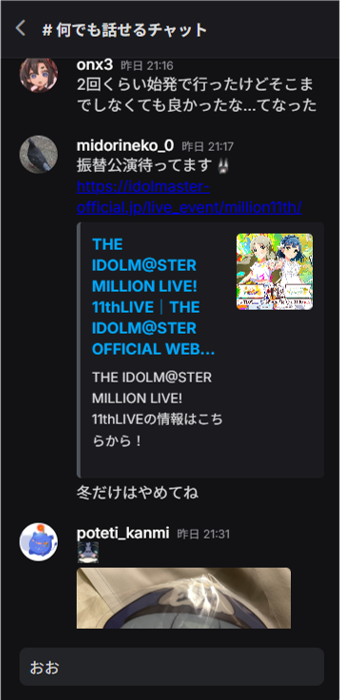 # 何でも話せるチャット
onx3 昨日 21:16
2回くらい始発で行ったけどそこま
でしなくても良かったな...てなった
midorineko_0 昨日 21:17
振替公演待ってます
https://idolmaster-
official.jp/live_event/million11th/
THE
IDOLM@STER
MILLION LIVE!
11thLIVE｜THE
IDOLM@STER
OFFICIAL WEB...
THE IDOLM@STER
MILLION LIVE!
11thLIVEの情報はこち
らから！
冬だけはやめてね
poteti_kanmi 昨日 21:31
おお